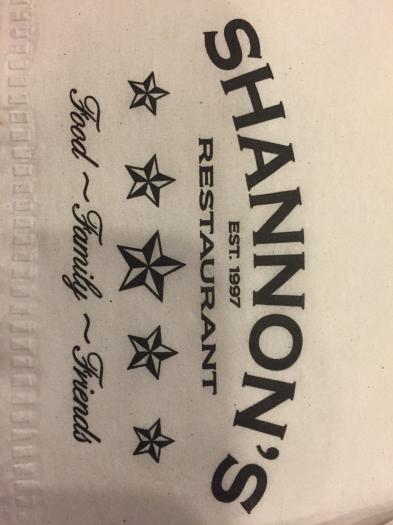 SHANNON'S
EST. 1997
RESTAURANT
Food ~ Family ~ Friends